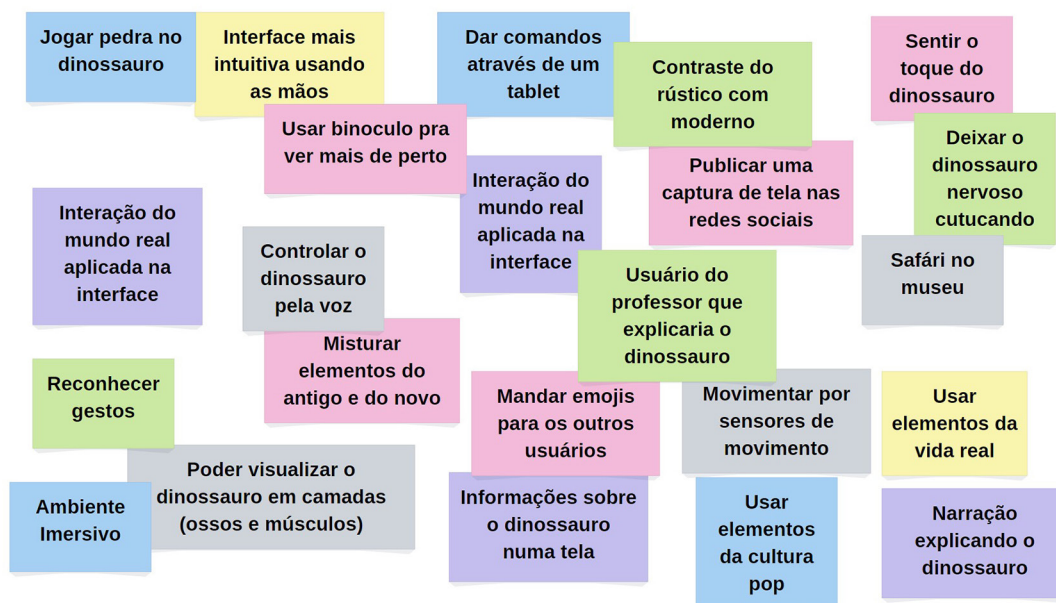 Jogar pedra no
dinossauro
Interface mais
intuitiva usando
as mãos
Dar comandos
através de um
tablet
Contraste do
rústico com
moderno
Sentir o
toque do
dinossauro
Usar binoculo pra
ver mais de perto
Interação do
mundo real
aplicada na
interface
Publicar uma
captura de tela nas
redes sociais
Deixar o
dinossauro
nervoso
cutucando
Interação do
mundo real
aplicada na
interface
Controlar o
dinossauro
pela voz
Usuário do
professor que
explicaria o
dinossauro
Safári no
museu
Reconhecer
gestos
Misturar
elementos do
antigo e do novo
Mandar emojis
para os outros
usuários
Movimentar por
sensores de
movimento
Usar
elementos da
vida real
Ambiente
Imersivo
Poder visualizar o
dinossauro em camadas
(ossos e músculos)
Informações sobre
o dinossauro
numa tela
Usar
elementos
da cultura
pop
Narração
explicando o
dinossauro